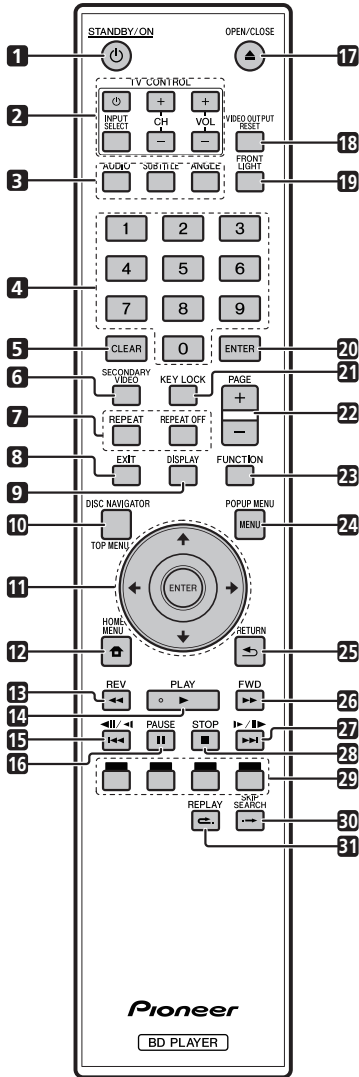 STANDBY/ON OPEN/CLOSE
1 17
TV CONTROL
2 + +
INPUT SELECT CH VOL VIDEO OUTPUT RESET
– – 18
AUDIO SUBTITLE ANGLE FRONT LIGHT
3 19
1 2 3
4 4 5 6
7 8 9
5 CLEAR 0 ENTER 20
6 SECONDARY VIDEO KEY LOCK PAGE 21
+ 22
7 REPEAT REPEAT OFF –
8 EXIT DISPLAY FUNCTION 23
9
DISC NAVIGATOR POPUP MENU
10 MENU 24
TOP MENU
11 ENTER
HOME MENU RETURN
12 25
13 REV PLAY FWD 26
14
15 PAUSE STOP 27
16 28
29
REPLAY SKIP SEARCH 30
31
Pioneer
BD PLAYER